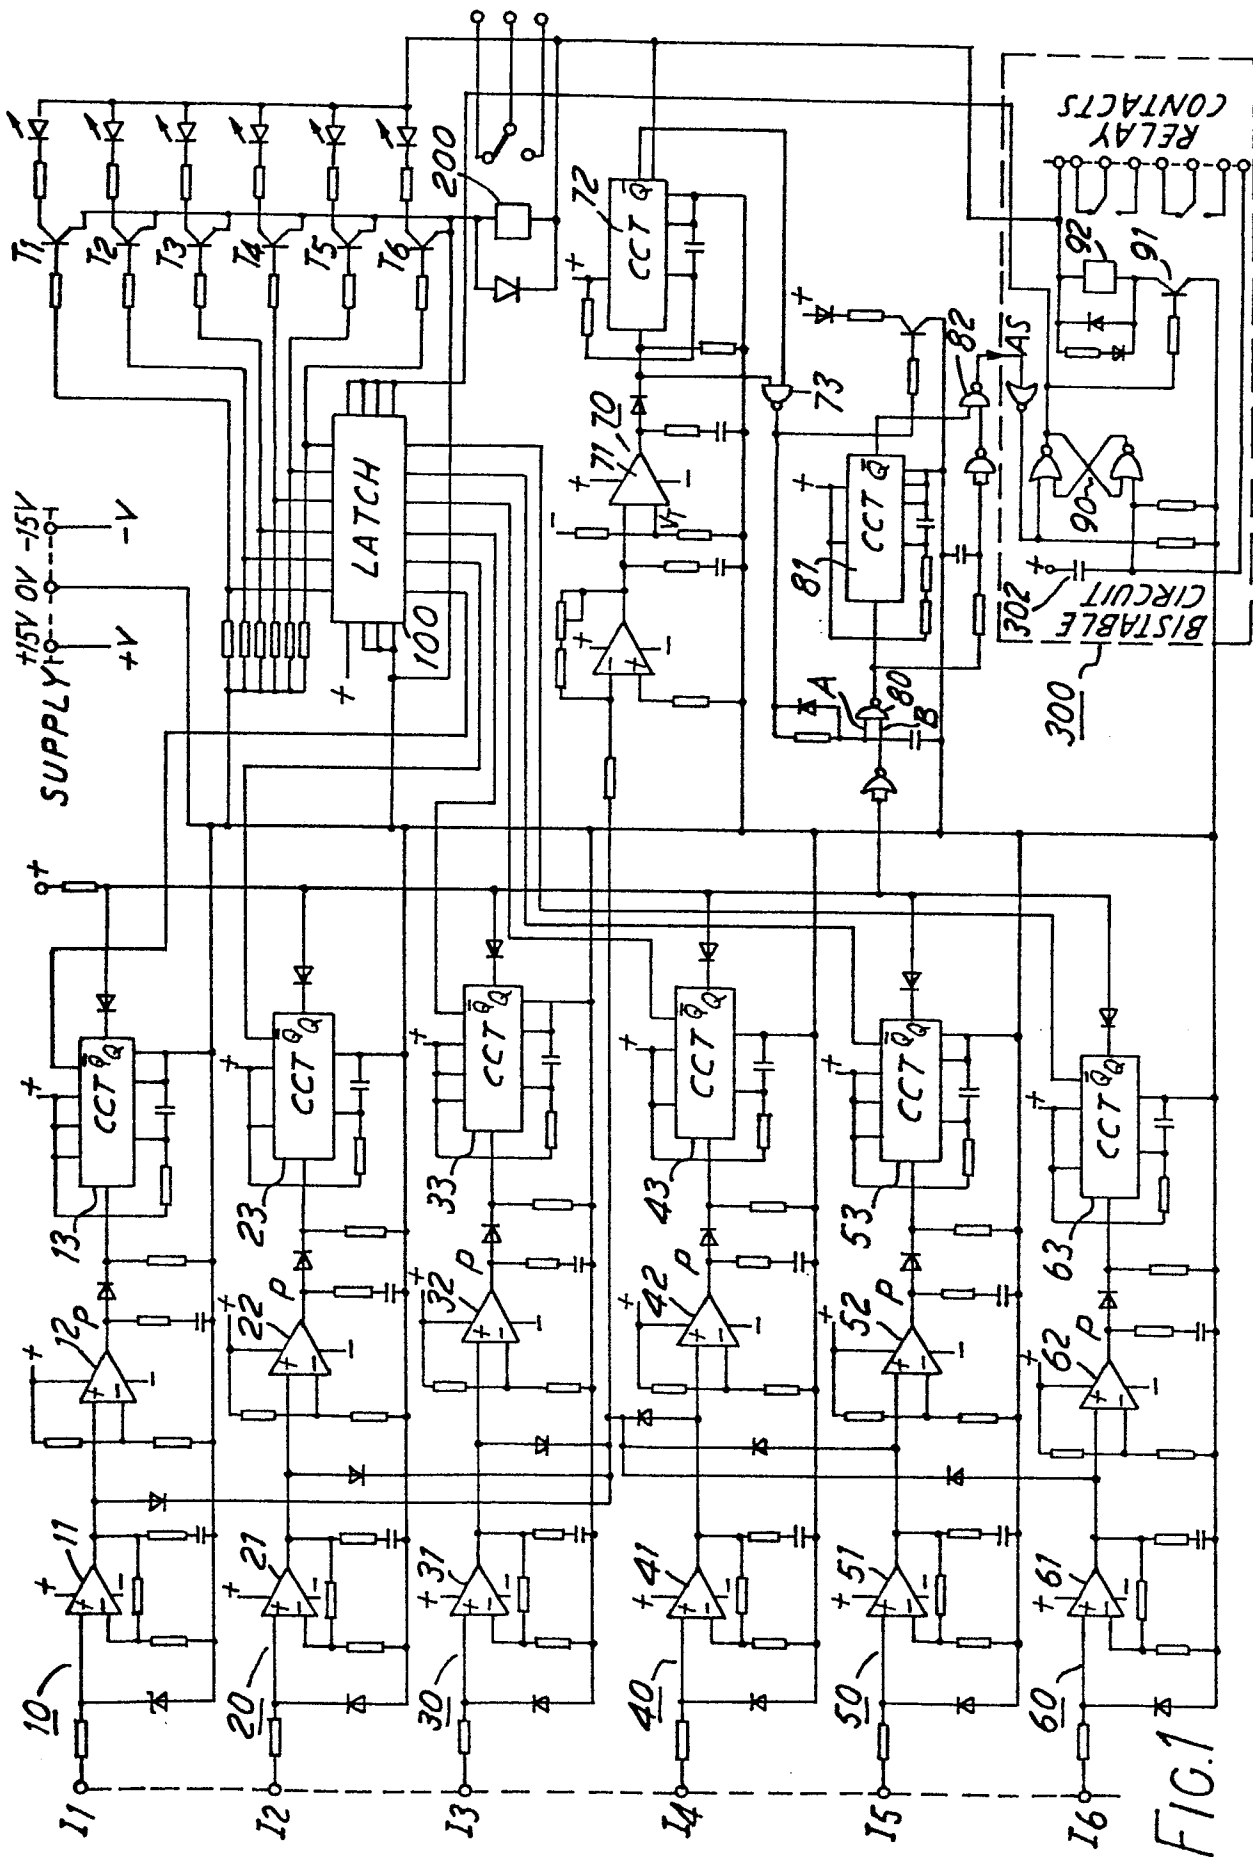 SUPPLY
+15V 0V -15V
+V
-V
T1
T2
T3
T4
T5
T6
200
LATCH
100
I1
10
11
12
P
13
CCT
Q̄
Q
I2
20
21
22
P
23
CCT
Q̄
Q
I3
30
31
32
P
33
CCT
Q̄
Q
I4
40
41
42
P
43
CCT
Q̄
Q
I5
50
51
52
P
53
CCT
Q̄
Q
I6
60
61
62
P
63
CCT
Q̄
Q
70
71
VT
72
CCT
Q̄
73
A
B
80
81
CCT
Q̄
82
AS
90
91
92
RELAY
CONTACTS
302
BISTABLE
CIRCUIT
300
FIG.1